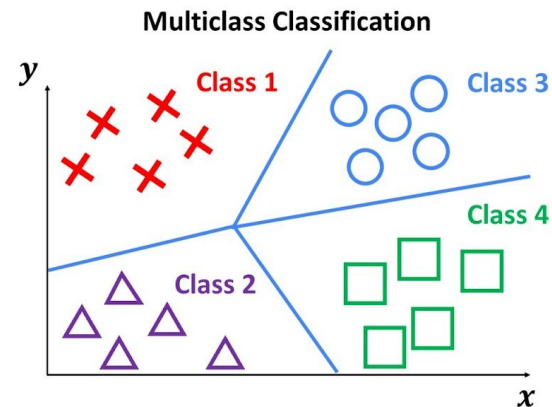 Multiclass Classification
y
Class 1
Class 3
Class 4
Class 2
x